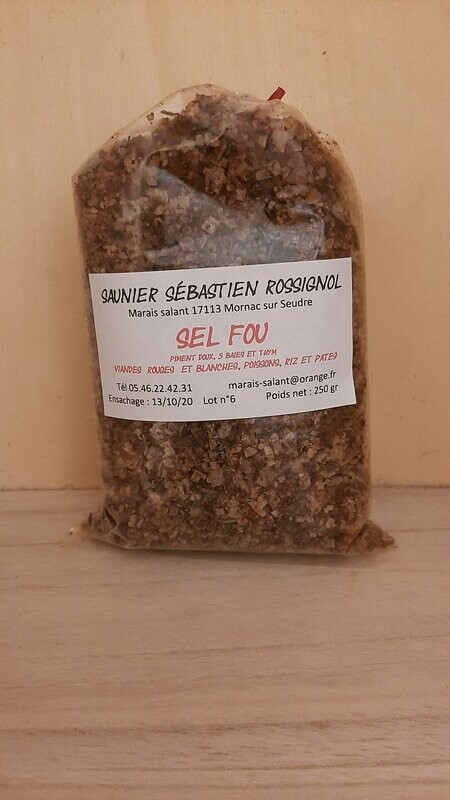 SAUNIER SÉBASTIEN ROSSIGNOL
Marais salant 17113 Mornac sur Seudre
SEL FOU
PIMENT DOUX, 5 BAIES ET THYM
VIANDES ROUGES ET BLANCHES, POISSONS, RIZ ET PATES
Tél 05.46.22.42.31 marais-salant@orange.fr
Ensachage : 13/10/20 Lot n°6 Poids net : 250 gr